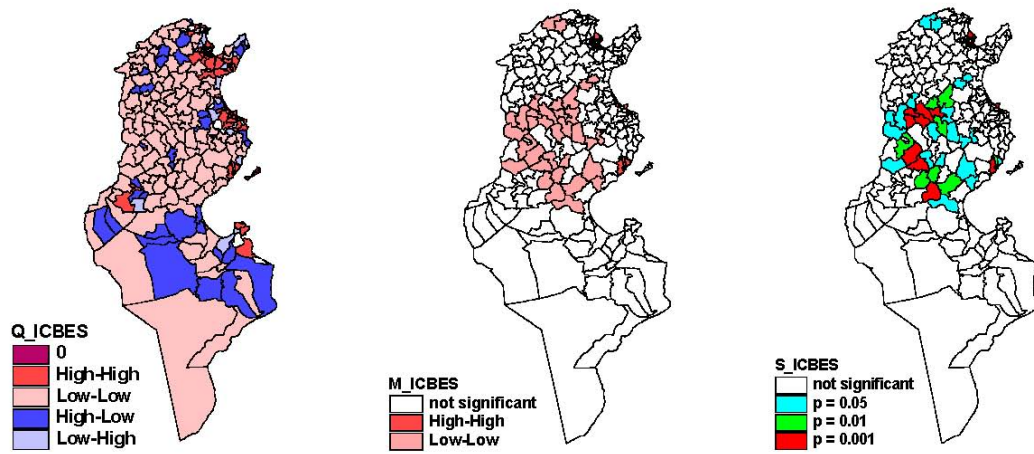 Q_ICBES
0
High-High
Low-Low
High-Low
Low-High
M_ICBES
not significant
High-High
Low-Low
S_ICBES
not significant
p = 0.05
p = 0.01
p = 0.001